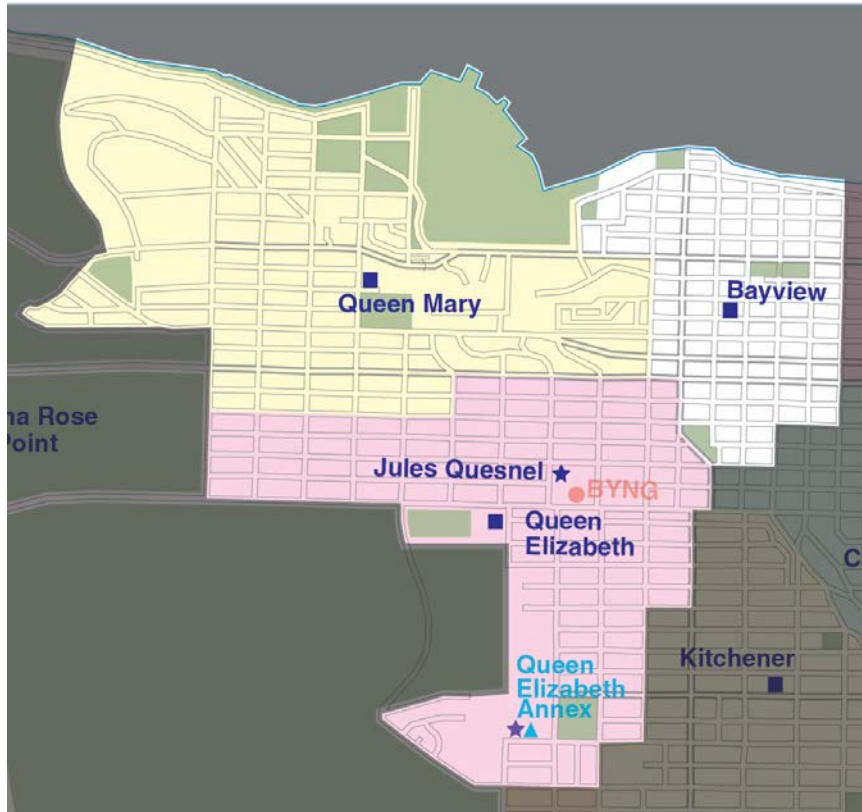 Queen Mary
Bayview
na Rose
Point
Jules Quesnel
BYNG
Queen
Elizabeth
C
Kitchener
Queen
Elizabeth
Annex